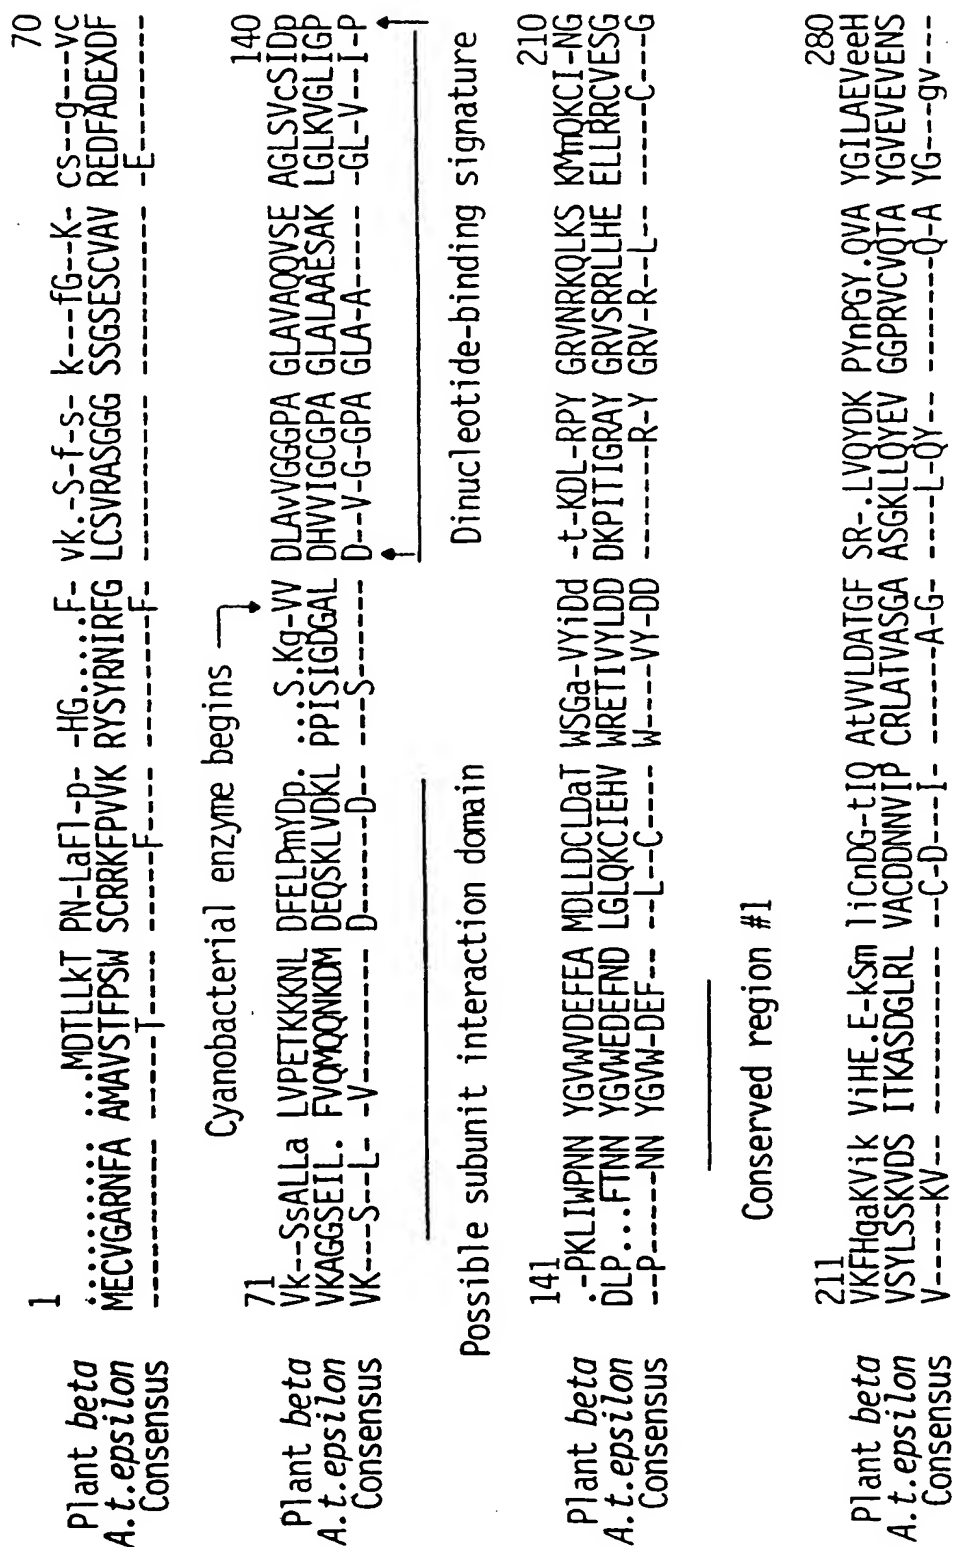 1 70
Plant beta ..........  ...MDTLLKT PN-LaFl-p- -HG.....F- vk.-S-f-s- k---fG--K- cs--g---vC
A.t.epsilon MECVGARNFA AMAVSTFPSW SCRRKFPVVK RYSYRNIRFG LCSVRASGGG SSGSESCVAV REDFADEXDF
Consensus ---------- -----T---- -----F---- --------F- ---------- ---------- --E-------
Cyanobacterial enzyme begins
71 140
Plant beta Vk--SsALLa LVPETKKKNL DFELPmYDp. ...S.Kg-VV DLAvVGGGPA GLAVAQQVSE AGLSVcSIDp
A.t.epsilon VKAGGSEIL. FVQMQQNKDM DEQSKLVDKL PPISIGDGAL DHVVIGCGPA GLALAAESAK LGLKVGLIGP
Consensus VK---S--L- -V-------- D------D-- ---S------ D--V-G-GPA GLA-A----- -GL-V--I-P
Possible subunit interaction domain
Dinucleotide-binding signature
141 210
Plant beta .-PKLIWPNN YGVWVDEFEA MDLLDCLDaT WSGa-VYiDd -t-KDL-RPY GRVNRKQLKS KMmQKCI-NG
A.t.epsilon DLP...FTNN YGVWEDEFND LGLQKCIEHV WRETIVYLDD DKPITIGRAY GRVSRRLLHE ELLRRCVESG
Consensus --P-----NN YGVW-DEF-- --L--C---- W----VY-DD -------R-Y GRV-R--L-- -----C---G
Conserved region #1
211 280
Plant beta VKFHqaKVik ViHE.E-KSm liCnDG-tIQ AtVVLDATGF SR-.LVQYDK PYnPGY.QVA YGILAEVeeH
A.t.epsilon VSYLSSKVDS ITKASDGLRL VACDDNNVIP CRLATVASGA ASGKLLQYEV GGPRVCVQTA YGVEVEVENS
Consensus V-----KV-- ---------- --C-D---I- ------A-G- -----L-QY-- -------Q-A YG----gv----